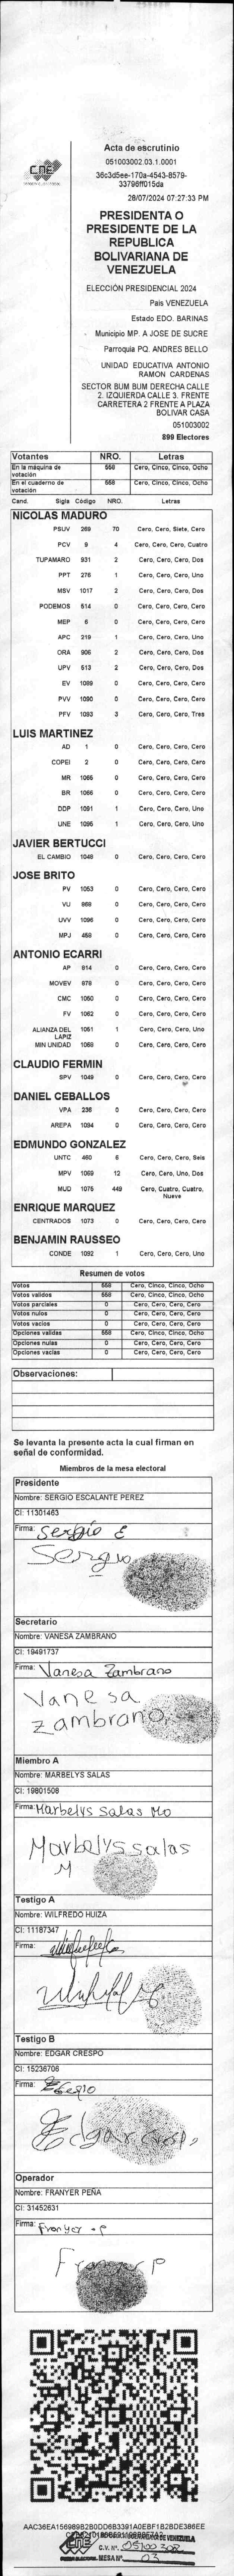 CNE
Acta de escrutinio
051003002.03.1.0001
36c3d5ee-170a-4543-8579-
33796ff015da
28/07/2024 07:27:33 PM
PRESIDENTA O
PRESIDENTE DE LA
REPUBLICA
BOLIVARIANA DE
VENEZUELA
ELECCIÓN PRESIDENCIAL 2024
Pais VENEZUELA
Estado EDO. BARINAS
Municipio MP. A JOSE DE SUCRE
Parroquia PQ. ANDRES BELLO
UNIDAD EDUCATIVA ANTONIO
RAMON CARDENAS
SECTOR BUM BUM DERECHA CALLE
2. IZQUIERDA CALLE 3. FRENTE
CARRETERA 2 FRENTE A PLAZA
BOLIVAR CASA
051003002
899 Electores
Votantes NRO. Letras
En la máquina de votación 558 Cero, Cinco, Cinco, Ocho
En el cuaderno de votación 558 Cero, Cinco, Cinco, Ocho
Cand. Sigla Código NRO. Letras
NICOLAS MADURO
PSUV 269 70 Cero, Cero, Siete, Cero
PCV 9 4 Cero, Cero, Cero, Cuatro
TUPAMARO 931 2 Cero, Cero, Cero, Dos
PPT 276 1 Cero, Cero, Cero, Uno
MSV 1017 2 Cero, Cero, Cero, Dos
PODEMOS 514 0 Cero, Cero, Cero, Cero
MEP 6 0 Cero, Cero, Cero, Cero
APC 219 1 Cero, Cero, Cero, Uno
ORA 906 2 Cero, Cero, Cero, Dos
UPV 513 2 Cero, Cero, Cero, Dos
EV 1089 0 Cero, Cero, Cero, Cero
PVV 1090 0 Cero, Cero, Cero, Cero
PFV 1093 3 Cero, Cero, Cero, Tres
LUIS MARTINEZ
AD 1 0 Cero, Cero, Cero, Cero
COPEI 2 0 Cero, Cero, Cero, Cero
MR 1065 0 Cero, Cero, Cero, Cero
BR 1066 0 Cero, Cero, Cero, Cero
DDP 1091 1 Cero, Cero, Cero, Uno
UNE 1095 1 Cero, Cero, Cero, Uno
JAVIER BERTUCCI
EL CAMBIO 1048 0 Cero, Cero, Cero, Cero
JOSE BRITO
PV 1053 0 Cero, Cero, Cero, Cero
VU 868 0 Cero, Cero, Cero, Cero
UVV 1096 0 Cero, Cero, Cero, Cero
MPJ 458 0 Cero, Cero, Cero, Cero
ANTONIO ECARRI
AP 814 0 Cero, Cero, Cero, Cero
MOVEV 978 0 Cero, Cero, Cero, Cero
CMC 1050 0 Cero, Cero, Cero, Cero
FV 1062 0 Cero, Cero, Cero, Cero
ALIANZA DEL LAPIZ 1051 1 Cero, Cero, Cero, Uno
MIN UNIDAD 1068 0 Cero, Cero, Cero, Cero
CLAUDIO FERMIN
SPV 1049 0 Cero, Cero, Cero, Cero
DANIEL CEBALLOS
VPA 236 0 Cero, Cero, Cero, Cero
AREPA 1094 0 Cero, Cero, Cero, Cero
EDMUNDO GONZALEZ
UNTC 460 6 Cero, Cero, Cero, Seis
MPV 1069 12 Cero, Cero, Uno, Dos
MUD 1075 449 Cero, Cuatro, Cuatro,
Nueve
ENRIQUE MARQUEZ
CENTRADOS 1073 0 Cero, Cero, Cero, Cero
BENJAMIN RAUSSEO
CONDE 1092 1 Cero, Cero, Cero, Uno
Resumen de votos
Votos 558 Cero, Cinco, Cinco, Ocho
Votos validos 558 Cero, Cinco, Cinco, Ocho
Votos parciales 0 Cero, Cero, Cero, Cero
Votos nulos 0 Cero, Cero, Cero, Cero
Votos vacios 0 Cero, Cero, Cero, Cero
Opciones validas 558 Cero, Cinco, Cinco, Ocho
Opciones nulas 0 Cero, Cero, Cero, Cero
Opciones vacias 0 Cero, Cero, Cero, Cero
Observaciones:
Se levanta la presente acta la cual firman en
señal de conformidad.
Miembros de la mesa electoral
Presidente
Nombre: SERGIO ESCALANTE PEREZ
CI: 11301463
Firma: Sergio E
Sergio
Secretario
Nombre: VANESA ZAMBRANO
CI: 19491737
Firma: Vanesa Zambrano
Vanesa
Zambrano
Miembro A
Nombre: MARBELYS SALAS
CI: 19801508
Firma: Marbelys Salas Mo
Marbelys salas
M
Testigo A
Nombre: WILFREDO HUIZA
CI: 11187347
Firma:
Testigo B
Nombre: EDGAR CRESPO
CI: 15236706
Firma:
Edgar Crespo
Operador
Nombre: FRANYER PEÑA
CI: 31452631
Firma: Franyer P
Franyer P
AAC36EA156989B2B0DD6B3391A0EBF1B2BDE386EE
C.V. Nº. 05100 3002
MESA Nº. 03